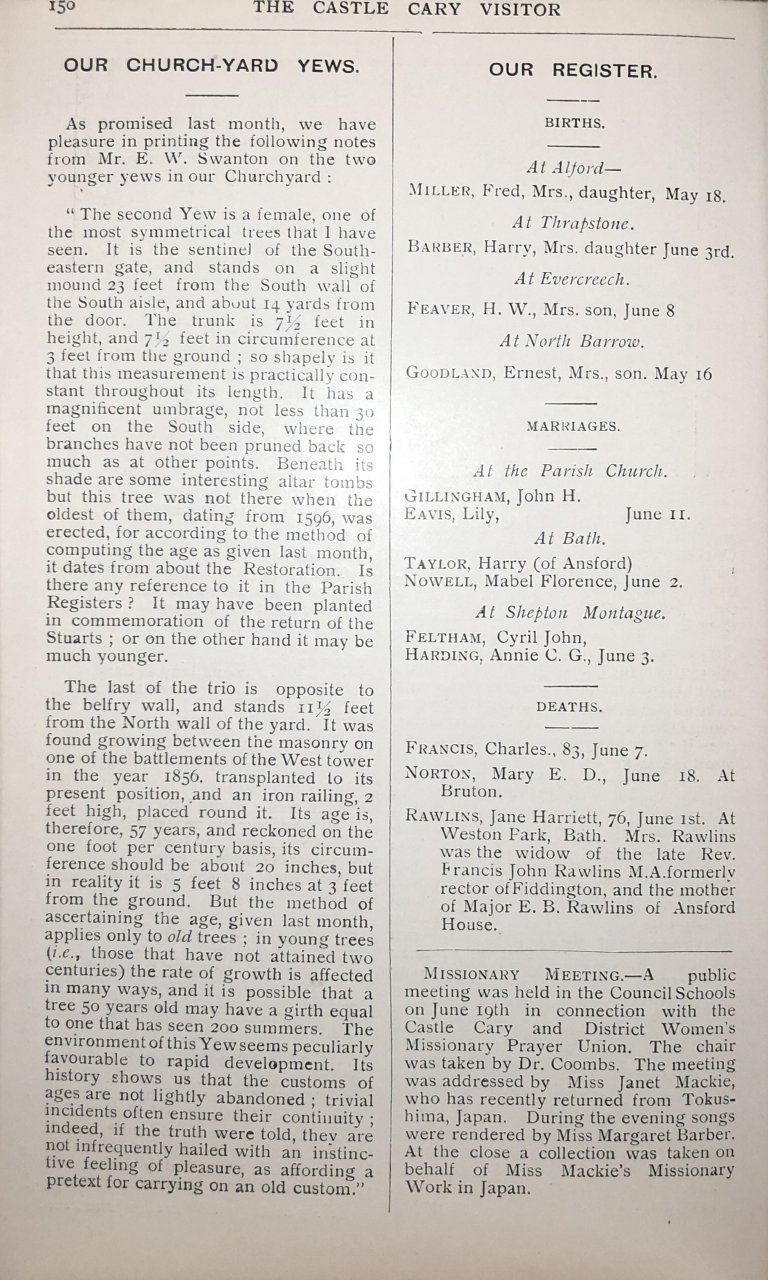 150
THE CASTLE CARY VISITOR
OUR CHURCH-YARD YEWS.
As promised last month, we have
pleasure in printing the following notes
from Mr. E. W. Swanton on the two
younger yews in our Churchyard :
“ The second Yew is a female, one of
the most symmetrical trees that I have
seen. It is the sentinel of the South-
eastern gate, and stands on a slight
mound 23 feet from the South wall of
the South aisle, and about 14 yards from
the door. The trunk is 7½ feet in
height, and 7½ feet in circumference at
3 feet from the ground ; so shapely is it
that this measurement is practically con-
stant throughout its length. It has a
magnificent umbrage, not less than 30
feet on the South side, where the
branches have not been pruned back so
much as at other points. Beneath its
shade are some interesting altar tombs
but this tree was not there when the
oldest of them, dating from 1596, was
erected, for according to the method of
computing the age as given last month,
it dates from about the Restoration. Is
there any reference to it in the Parish
Registers ? It may have been planted
in commemoration of the return of the
Stuarts ; or on the other hand it may be
much younger.
The last of the trio is opposite to
the belfry wall, and stands 11½ feet
from the North wall of the yard. It was
found growing between the masonry on
one of the battlements of the West tower
in the year 1856, transplanted to its
present position, and an iron railing, 2
feet high, placed round it. Its age is,
therefore, 57 years, and reckoned on the
one foot per century basis, its circum-
ference should be about 20 inches, but
in reality it is 5 feet 8 inches at 3 feet
from the ground. But the method of
ascertaining the age, given last month,
applies only to old trees ; in young trees
(i.e., those that have not attained two
centuries) the rate of growth is affected
in many ways, and it is possible that a
tree 50 years old may have a girth equal
to one that has seen 200 summers. The
environment of this Yew seems peculiarly
favourable to rapid development. Its
history shows us that the customs of
ages are not lightly abandoned ; trivial
incidents often ensure their continuity ;
indeed, if the truth were told, they are
not infrequently hailed with an instinc-
tive feeling of pleasure, as affording a
pretext for carrying on an old custom.”
OUR REGISTER.
BIRTHS.
At Alford—
MILLER, Fred, Mrs., daughter, May 18.
At Thrapstone.
BARBER, Harry, Mrs. daughter June 3rd.
At Evercreech.
FEAVER, H. W., Mrs. son, June 8
At North Barrow.
GOODLAND, Ernest, Mrs., son. May 16
MARRIAGES.
At the Parish Church.
GILLINGHAM, John H.
EAVIS, Lily, June 11.
At Bath.
TAYLOR, Harry (of Ansford)
NOWELL, Mabel Florence, June 2.
At Shepton Montague.
FELTHAM, Cyril John,
HARDING, Annie C. G., June 3.
DEATHS.
FRANCIS, Charles., 83, June 7.
NORTON, Mary E. D., June 18. At
Bruton.
RAWLINS, Jane Harriett, 76, June 1st. At
Weston Park, Bath. Mrs. Rawlins
was the widow of the late Rev.
Francis John Rawlins M.A.formerly
rector of Fiddington, and the mother
of Major E. B. Rawlins of Ansford
House.
MISSIONARY MEETING.—A public
meeting was held in the Council Schools
on June 19th in connection with the
Castle Cary and District Women's
Missionary Prayer Union. The chair
was taken by Dr. Coombs. The meeting
was addressed by Miss Janet Mackie,
who has recently returned from Tokus-
hima, Japan. During the evening songs
were rendered by Miss Margaret Barber.
At the close a collection was taken on
behalf of Miss Mackie's Missionary
Work in Japan.